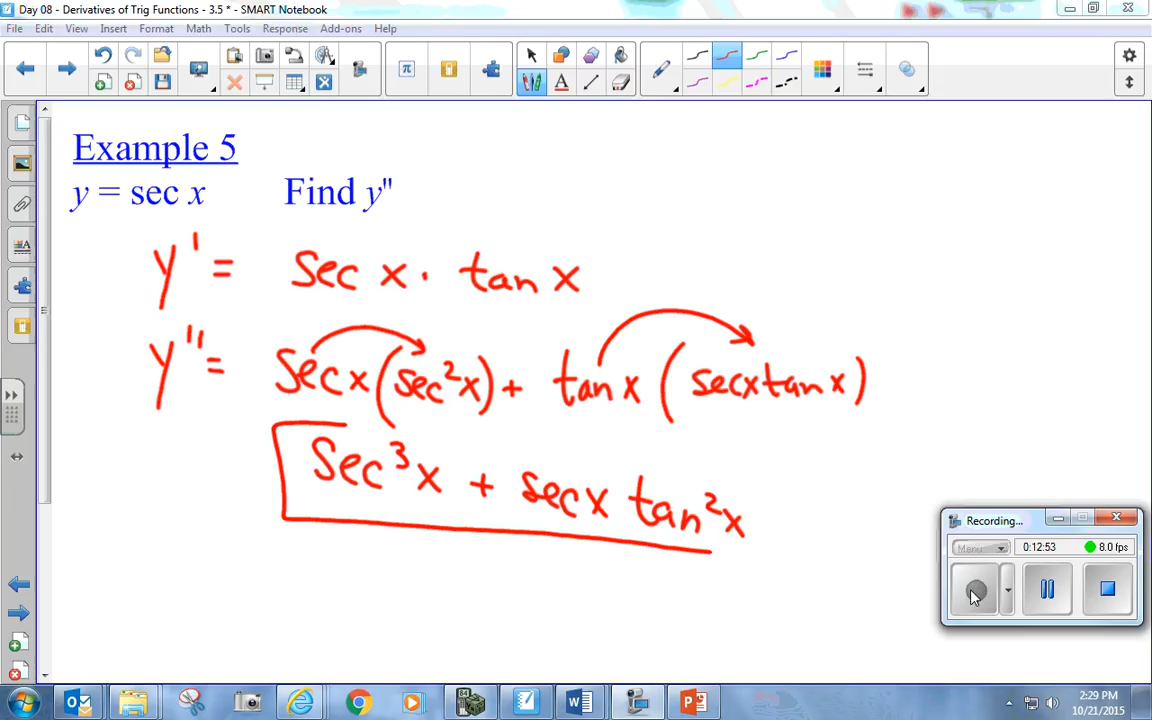 Day 08 - Derivatives of Trig Functions - 3.5 * - SMART Notebook
File Edit View Insert Format Math Tools Response Add-ons Help
Example 5
y = sec x Find y"
y' = sec x · tan x
y" = sec x (sec²x) + tan x (sec x tan x)
sec³x + sec x tan²x
Recording...
Menu 0:12:53 8.0 fps
2:29 PM
10/21/2015